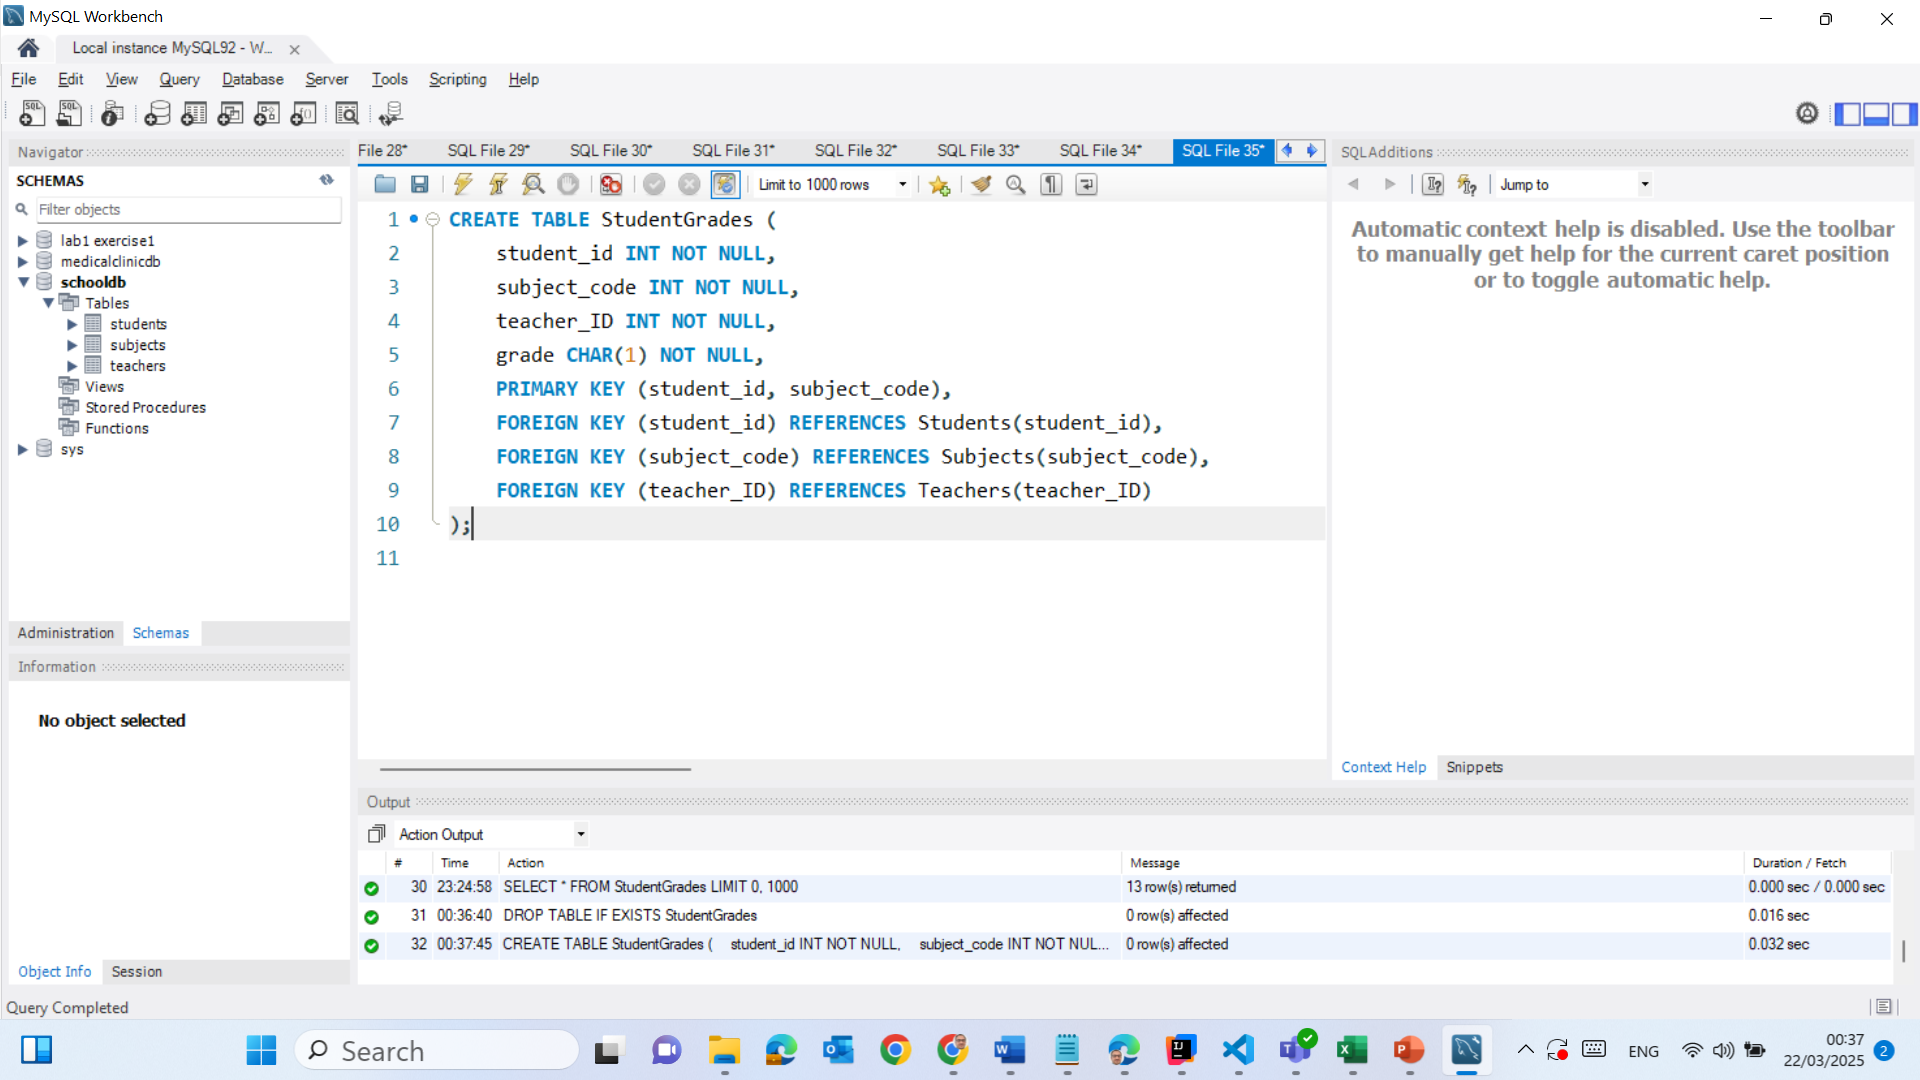 MySQL Workbench
Local instance MySQL92 - W...
File Edit View Query Database Server Tools Scripting Help
Navigator
SCHEMAS
Filter objects
lab1 exercise1
medicalclinicdb
schooldb
Tables
students
subjects
teachers
Views
Stored Procedures
Functions
sys
Administration Schemas
Information
No object selected
Object Info Session
File 28* SQL File 29* SQL File 30* SQL File 31* SQL File 32* SQL File 33* SQL File 34* SQL File 35*
Limit to 1000 rows
1 CREATE TABLE StudentGrades (
2 student_id INT NOT NULL,
3 subject_code INT NOT NULL,
4 teacher_ID INT NOT NULL,
5 grade CHAR(1) NOT NULL,
6 PRIMARY KEY (student_id, subject_code),
7 FOREIGN KEY (student_id) REFERENCES Students(student_id),
8 FOREIGN KEY (subject_code) REFERENCES Subjects(subject_code),
9 FOREIGN KEY (teacher_ID) REFERENCES Teachers(teacher_ID)
10 );
11
SQLAdditions
Jump to
Automatic context help is disabled. Use the toolbar
to manually get help for the current caret position
or to toggle automatic help.
Context Help Snippets
Output
Action Output
# Time Action Message Duration / Fetch
30 23:24:58 SELECT * FROM StudentGrades LIMIT 0, 1000 13 row(s) returned 0.000 sec / 0.000 sec
31 00:36:40 DROP TABLE IF EXISTS StudentGrades 0 row(s) affected 0.016 sec
32 00:37:45 CREATE TABLE StudentGrades ( student_id INT NOT NULL, subject_code INT NOT NUL... 0 row(s) affected 0.032 sec
Query Completed
Search
ENG
00:37
22/03/2025
2